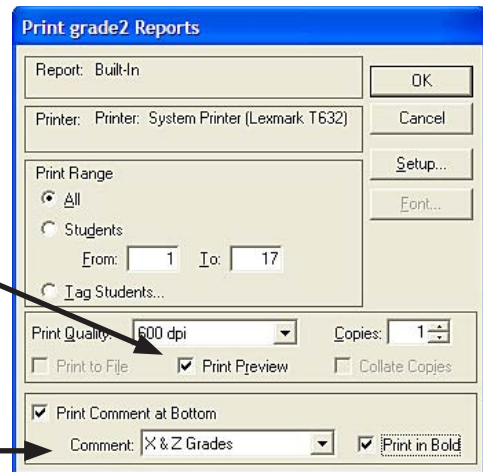 Print grade2 Reports
Report: Built-In
OK
Printer: Printer: System Printer (Lexmark T632)
Cancel
Setup...
Font...
Print Range
All
Students
From: 1 To: 17
Tag Students...
Print Quality: 600 dpi Copies: 1
Print to File Print Preview Collate Copies
Print Comment at Bottom
Comment: X & Z Grades Print in Bold